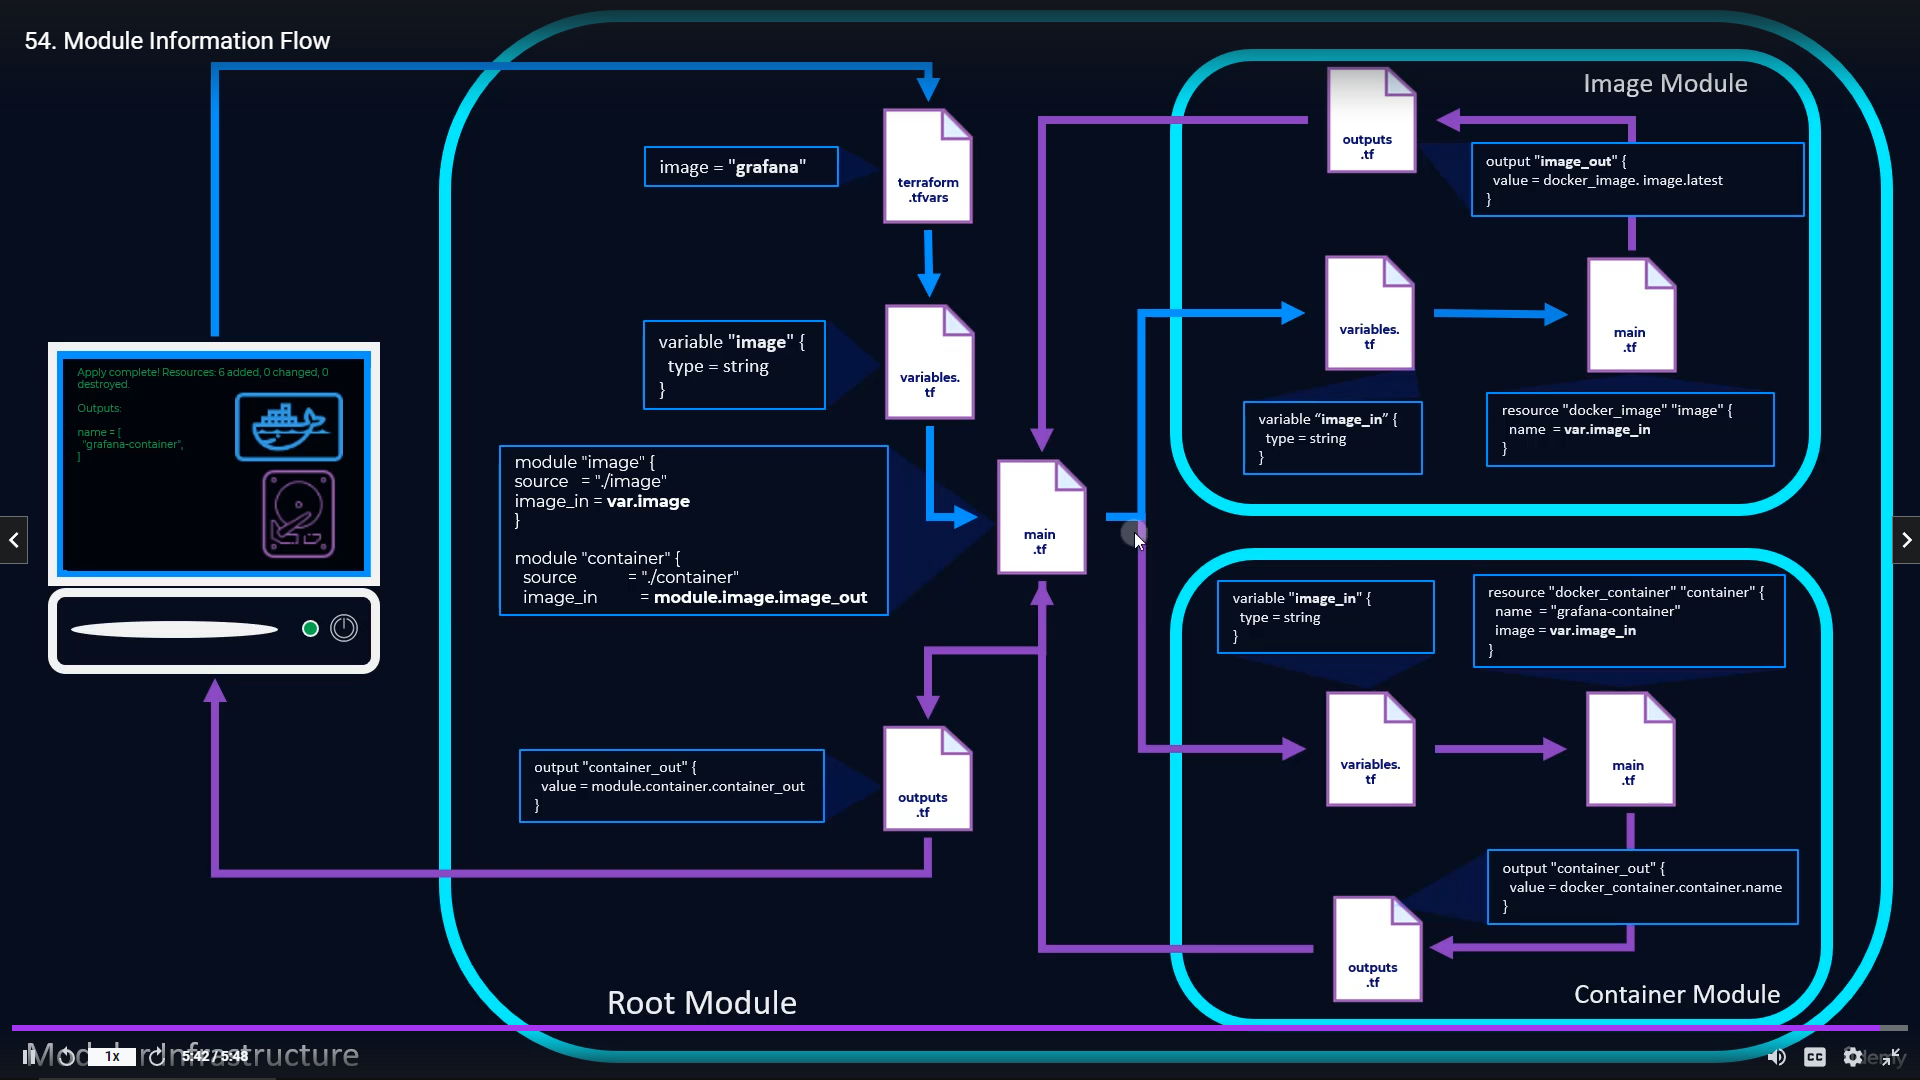 54. Module Information Flow
Image Module
outputs
.tf
output "image_out" {
value = docker_image. image.latest
}
image = "grafana"
terraform
.tfvars
variables.
tf
main
.tf
variable "image" {
type = string
}
variables.
tf
variable “image_in” {
type = string
}
resource "docker_image" "image" {
name = var.image_in
}
Apply complete! Resources: 6 added, 0 changed, 0
destroyed.
Outputs:
name = [
"grafana-container",
]
module "image" {
source = "./image"
image_in = var.image
}
module "container" {
source = "./container"
image_in = module.image.image_out
main
.tf
variable "image_in" {
type = string
}
resource "docker_container" "container" {
name = "grafana-container"
image = var.image_in
}
variables.
tf
main
.tf
output "container_out" {
value = module.container.container_out
}
outputs
.tf
output "container_out" {
value = docker_container.container.name
}
outputs
.tf
Container Module
Root Module
Modular Infrastructure
1x
5:42 / 5:48
CC
udemy